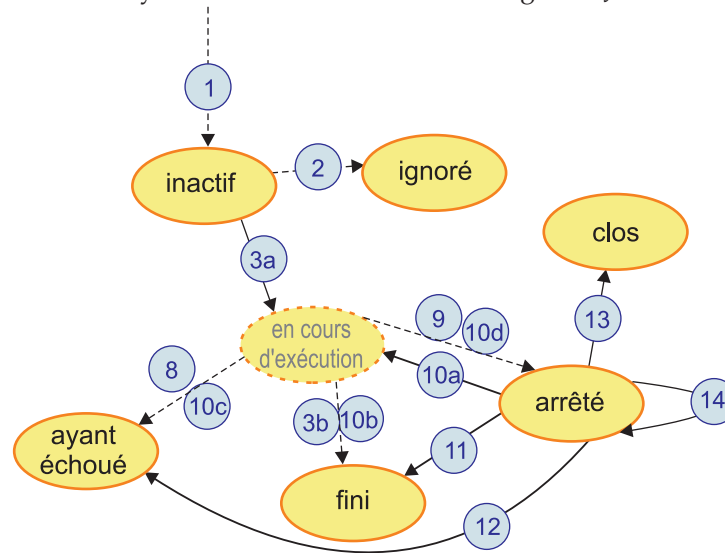 1
inactif
2
ignoré
clos
3a
en cours
d'exécution
9
10d
13
8
10c
10a
arrêté
14
3b
10b
11
ayant
échoué
fini
12